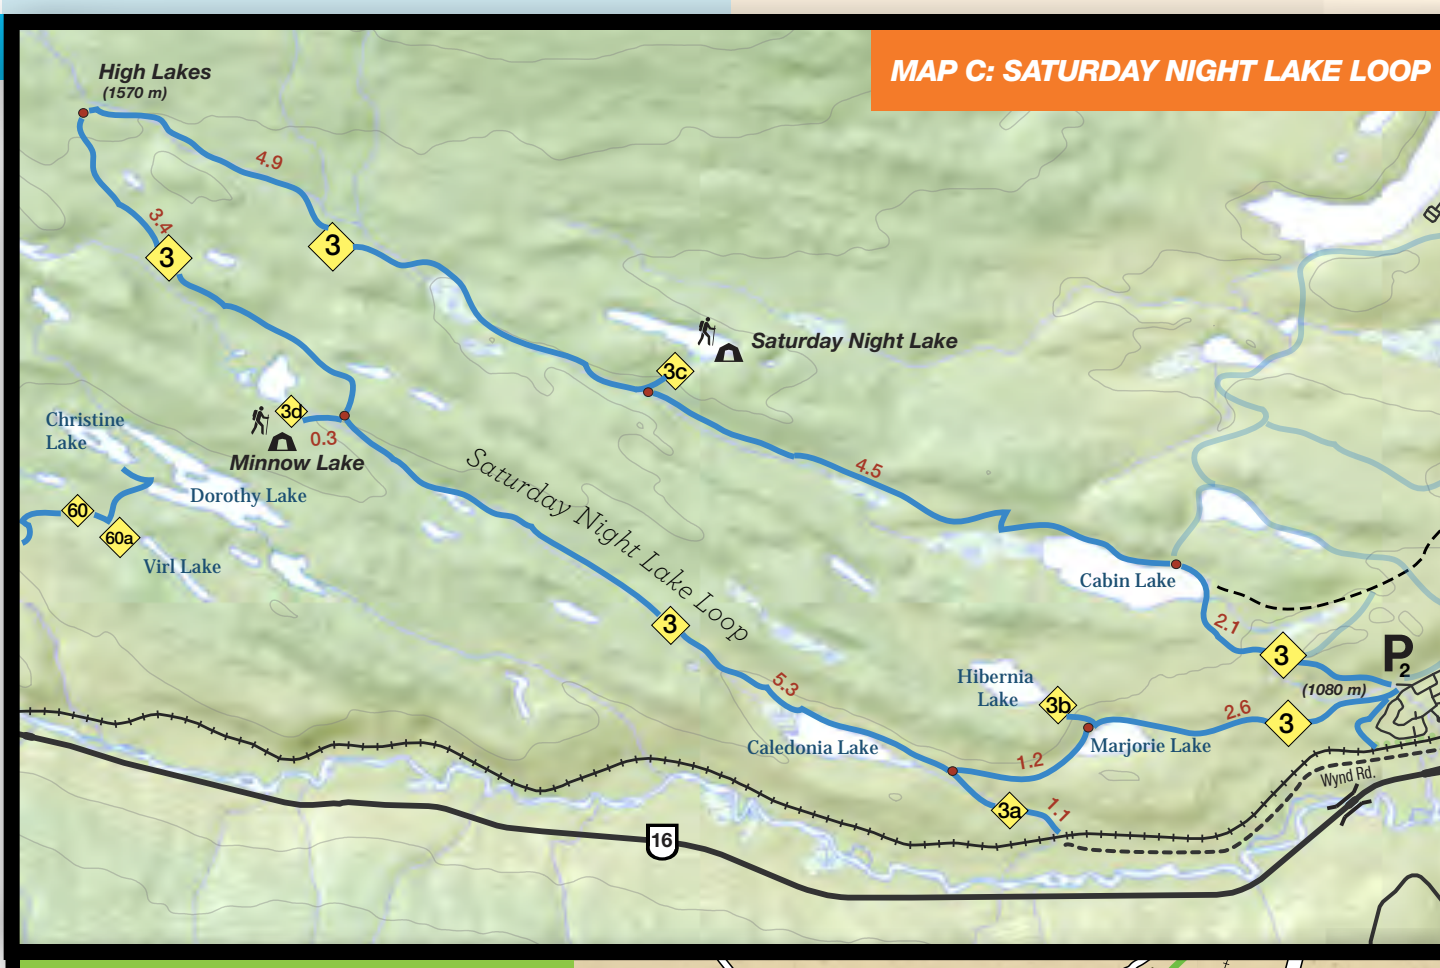 MAP C: SATURDAY NIGHT LAKE LOOP
High Lakes
(1570 m)
4.9
3.4
3
3
3c
Saturday Night Lake
3d
0.3
Minnow Lake
Christine
Lake
Dorothy Lake
60
60a
Virl Lake
4.5
Saturday Night Lake Loop
Cabin Lake
2.1
3
3
P2
(1080 m)
Hibernia
Lake
3b
2.6
3
5.3
Caledonia Lake
Marjorie Lake
1.2
3a
1.1
Wynd Rd.
16